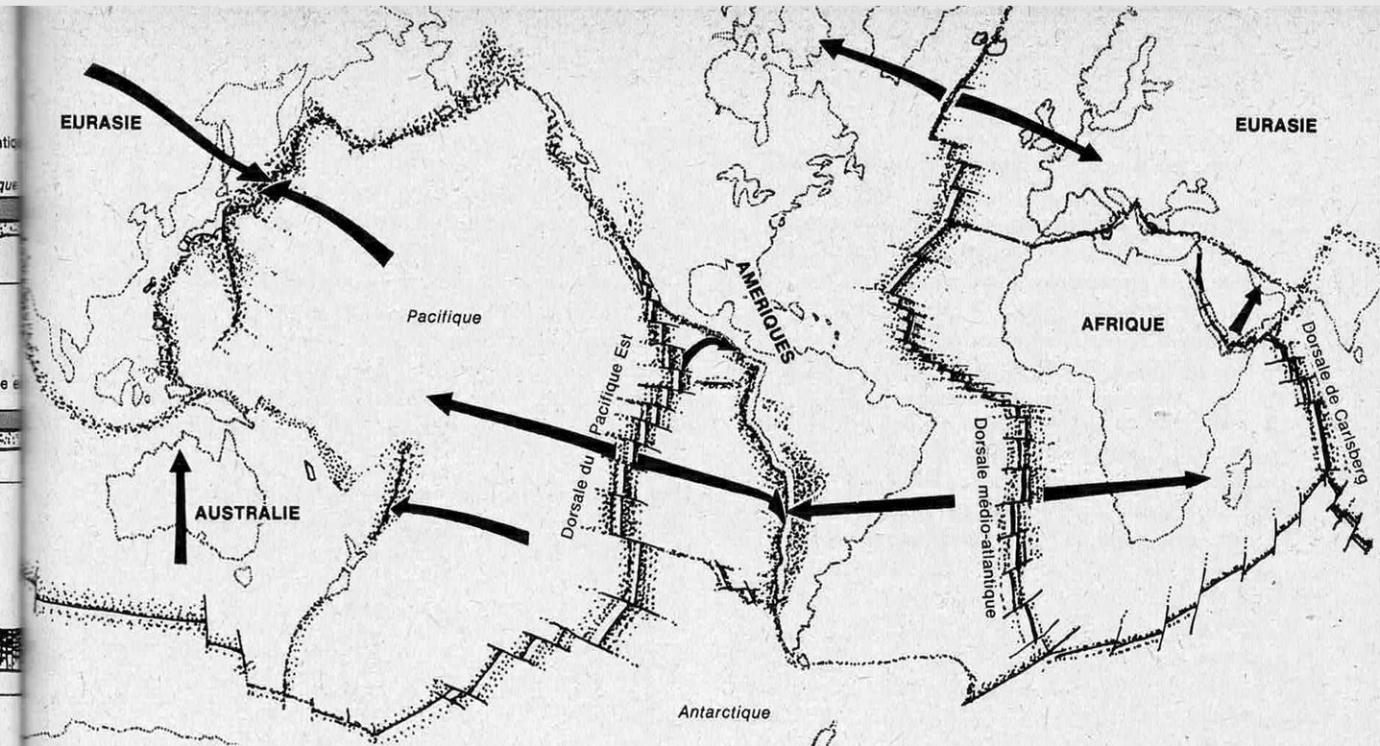 EURASIE
EURASIE
Pacifique
AMERIQUES
AFRIQUE
Dorsale du Pacifique Est
Dorsale de Carlsberg
AUSTRALIE
Dorsale médio-atlantique
Antarctique